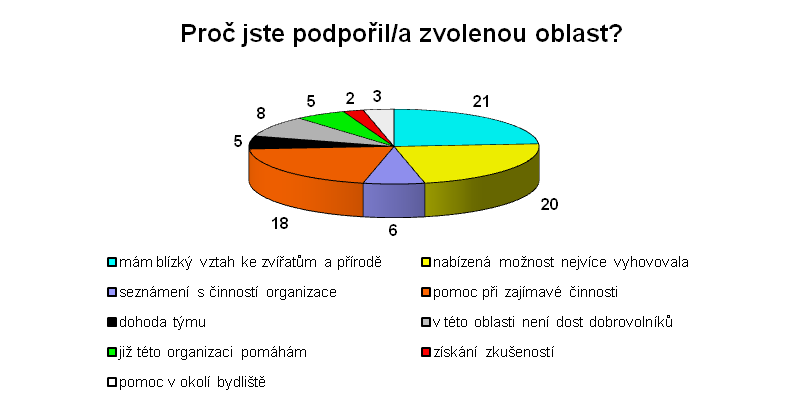 Proč jste podpořil/a zvolenou oblast?
3
2
5
21
8
5
20
18
6
mám blízký vztah ke zvířatům a přírodě
nabízená možnost nejvíce vyhovovala
seznámení s činností organizace
pomoc při zajímavé činnosti
dohoda týmu
v této oblasti není dost dobrovolníků
již této organizaci pomáhám
získání zkušeností
pomoc v okolí bydliště